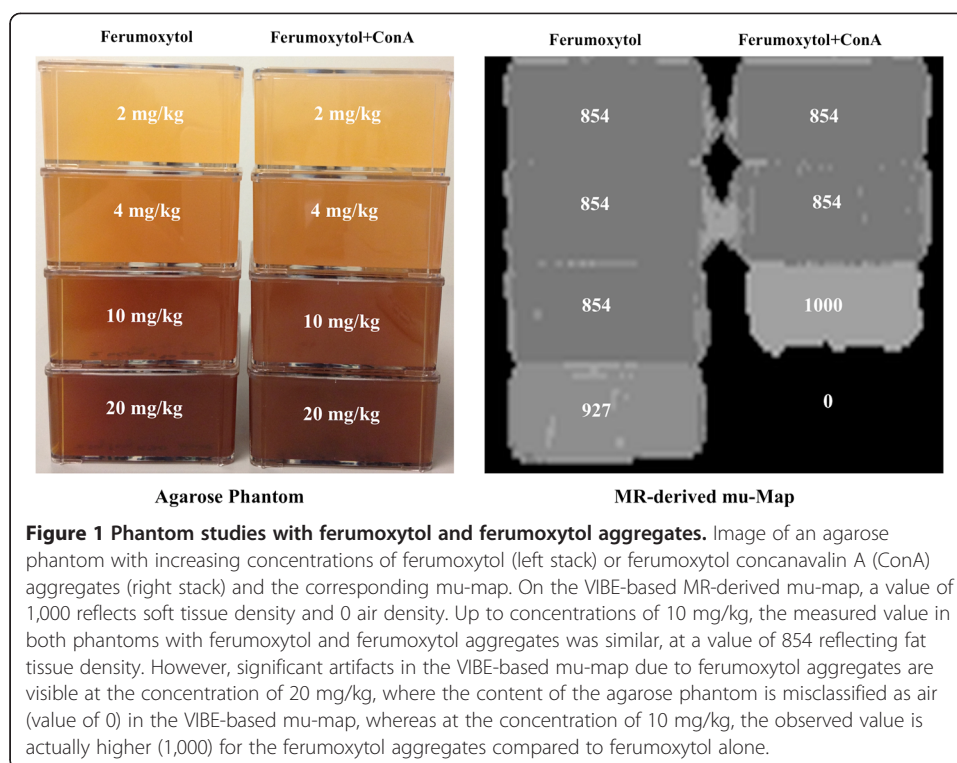 Ferumoxytol Ferumoxytol+ConA Ferumoxytol Ferumoxytol+ConA
2 mg/kg 2 mg/kg 854 854
4 mg/kg 4 mg/kg 854 854
10 mg/kg 10 mg/kg 854 1000
20 mg/kg 20 mg/kg 927 0
Agarose Phantom MR-derived mu-Map
Figure 1 Phantom studies with ferumoxytol and ferumoxytol aggregates. Image of an agarose
phantom with increasing concentrations of ferumoxytol (left stack) or ferumoxytol concanavalin A (ConA)
aggregates (right stack) and the corresponding mu-map. On the VIBE-based MR-derived mu-map, a value of
1,000 reflects soft tissue density and 0 air density. Up to concentrations of 10 mg/kg, the measured value in
both phantoms with ferumoxytol and ferumoxytol aggregates was similar, at a value of 854 reflecting fat
tissue density. However, significant artifacts in the VIBE-based mu-map due to ferumoxytol aggregates are
visible at the concentration of 20 mg/kg, where the content of the agarose phantom is misclassified as air
(value of 0) in the VIBE-based mu-map, whereas at the concentration of 10 mg/kg, the observed value is
actually higher (1,000) for the ferumoxytol aggregates compared to ferumoxytol alone.